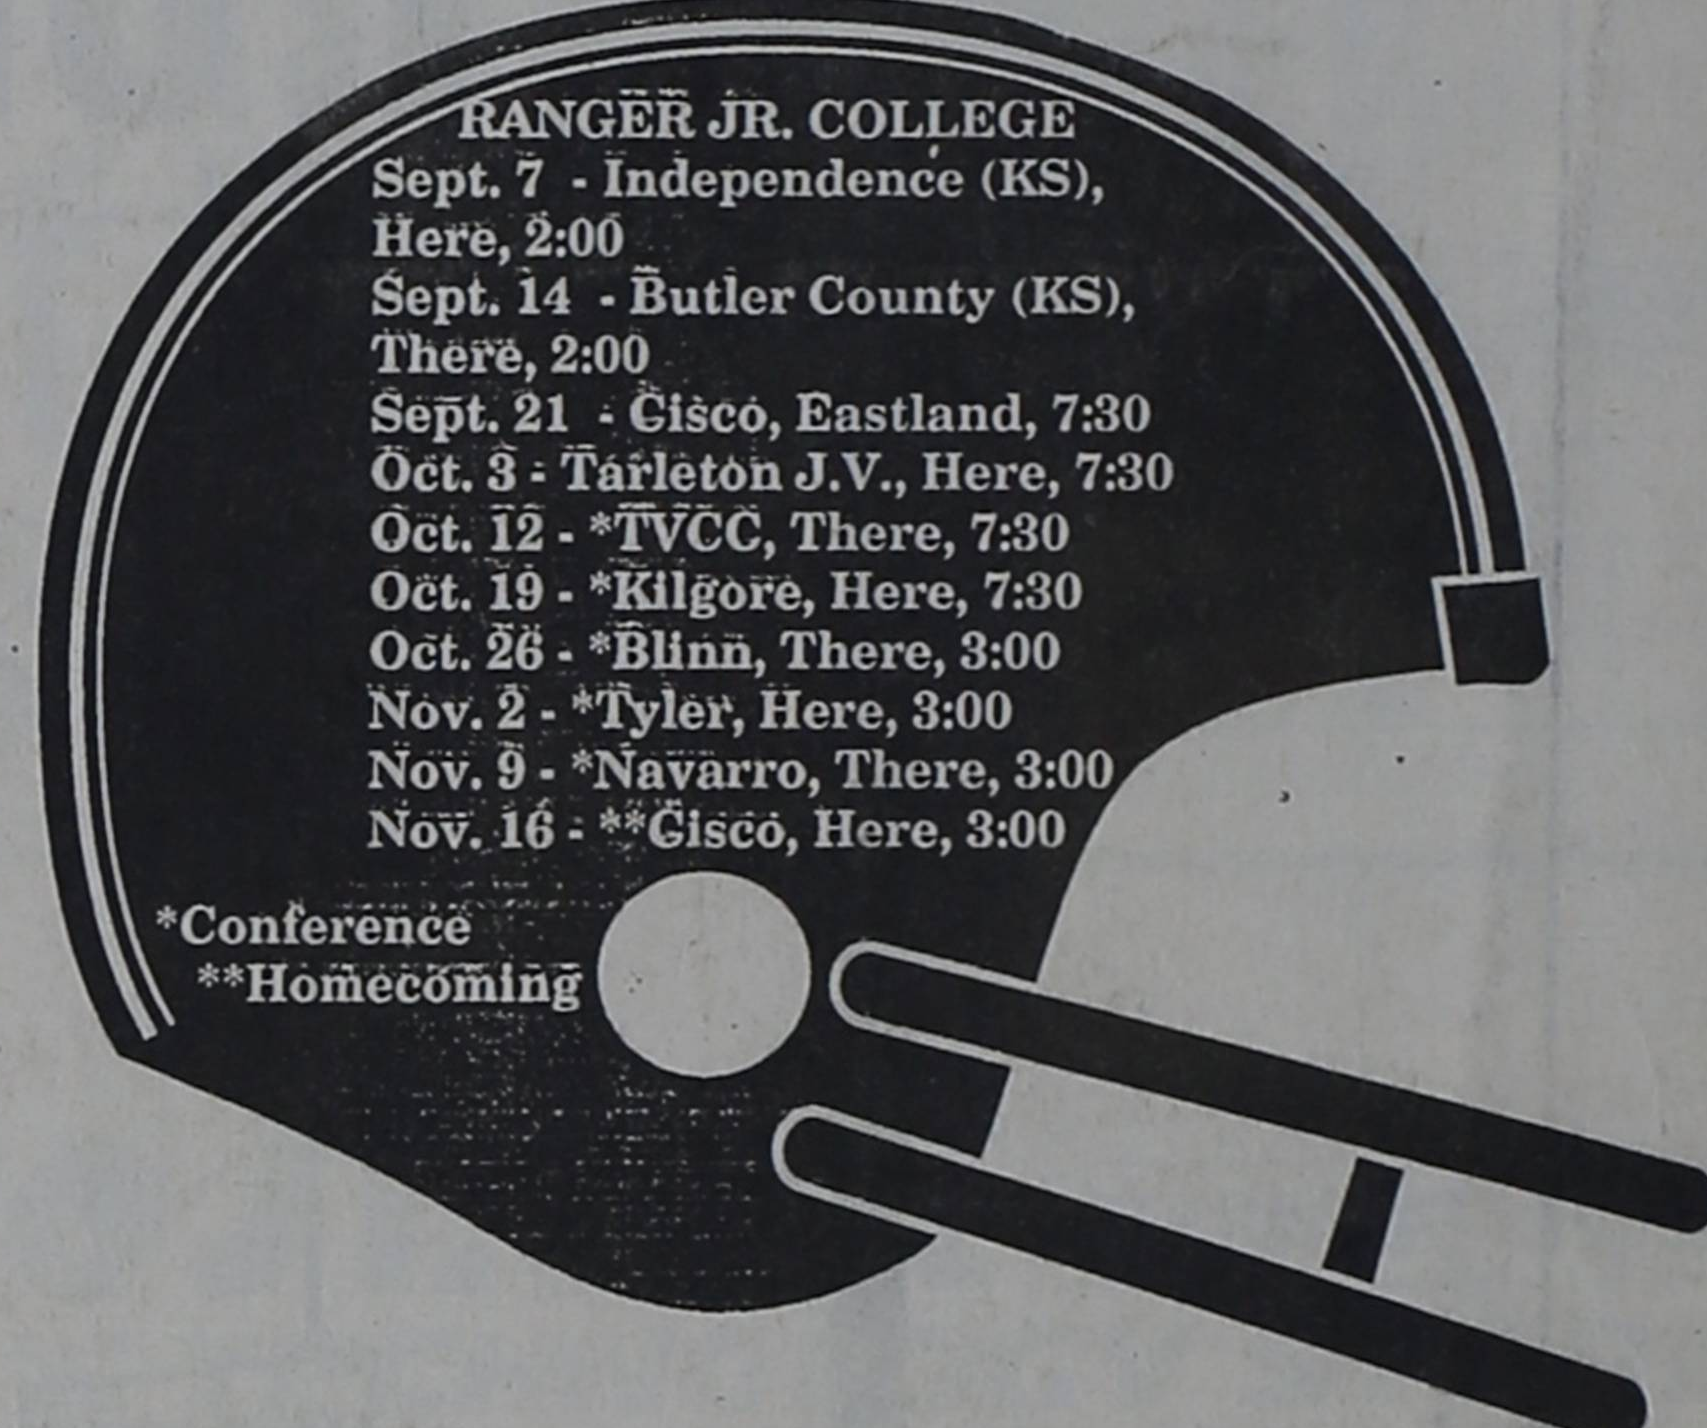 RANGER JR. COLLEGE
Sept. 7 - Independence (KS),
Here, 2:00
Sept. 14 - Butler County (KS),
There, 2:00
Sept. 21 - Cisco, Eastland, 7:30
Oct. 3 - Tarleton J.V., Here, 7:30
Oct. 12 - *TVCC, There, 7:30
Oct. 19 - *Kilgore, Here, 7:30
Oct. 26 - *Blinn, There, 3:00
Nov. 2 - *Tyler, Here, 3:00
Nov. 9 - *Navarro, There, 3:00
Nov. 16 - **Cisco, Here, 3:00
*Conference
**Homecoming